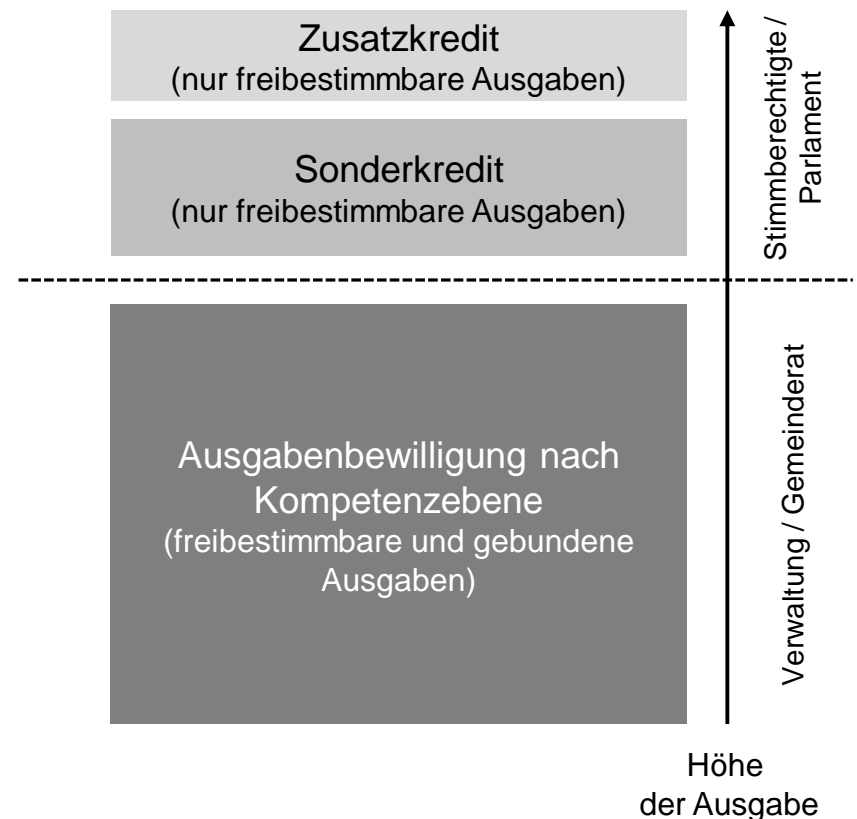 Zusatzkredit
(nur freibestimmbare Ausgaben)
Sonderkredit
(nur freibestimmbare Ausgaben)
Stimmberechtigte /
Parlament
Ausgabenbewilligung nach
Kompetenzebene
(freibestimmbare und gebundene
Ausgaben)
Verwaltung / Gemeinderat
Höhe
der Ausgabe